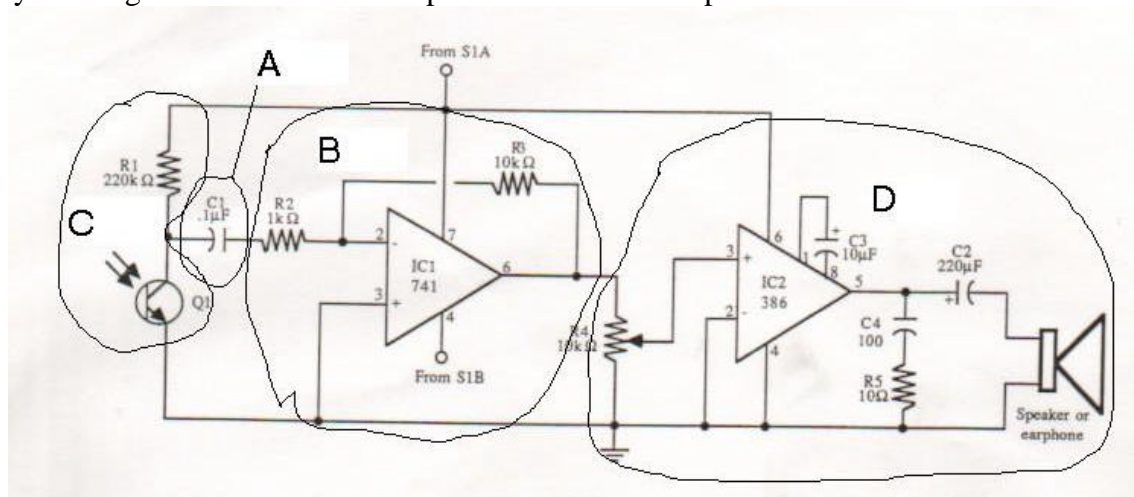 From S1A
A
B
R3
10kΩ
R1
220kΩ
C
C1
.1µF
R2
1kΩ
D
2
-
7
IC1
741
6
3
+
4
From S1B
Q1
R4
10kΩ
3
+
6
1
+
C3
10µF
8
IC2
386
5
2
-
4
C2
220µF
+
C4
100
R5
10Ω
Speaker or
earphone